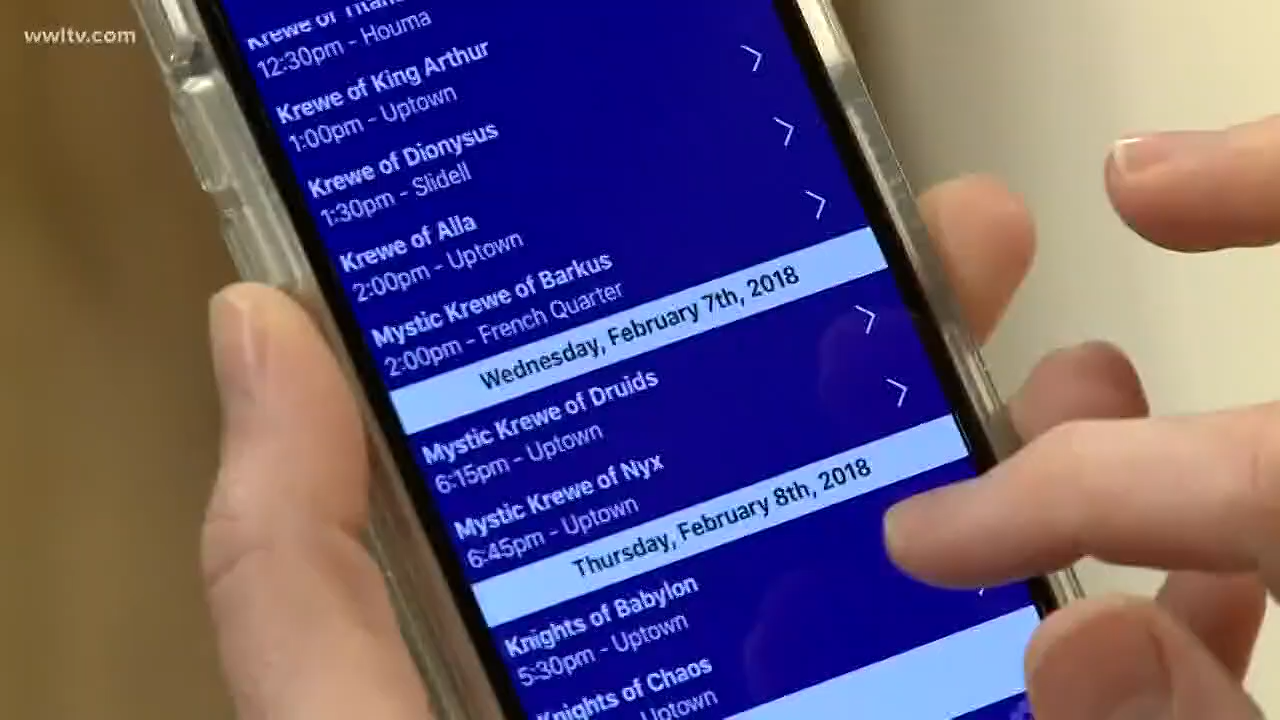 wwltv.com
Krewe of Titans
12:30pm - Houma
Krewe of King Arthur
1:00pm - Uptown
Krewe of Dionysus
1:30pm - Slidell
Krewe of Alla
2:00pm - Uptown
Mystic Krewe of Barkus
2:00pm - French Quarter
Wednesday, February 7th, 2018
Mystic Krewe of Druids
6:15pm - Uptown
Mystic Krewe of Nyx
6:45pm - Uptown
Thursday, February 8th, 2018
Knights of Babylon
5:30pm - Uptown
Knights of Chaos
Uptown